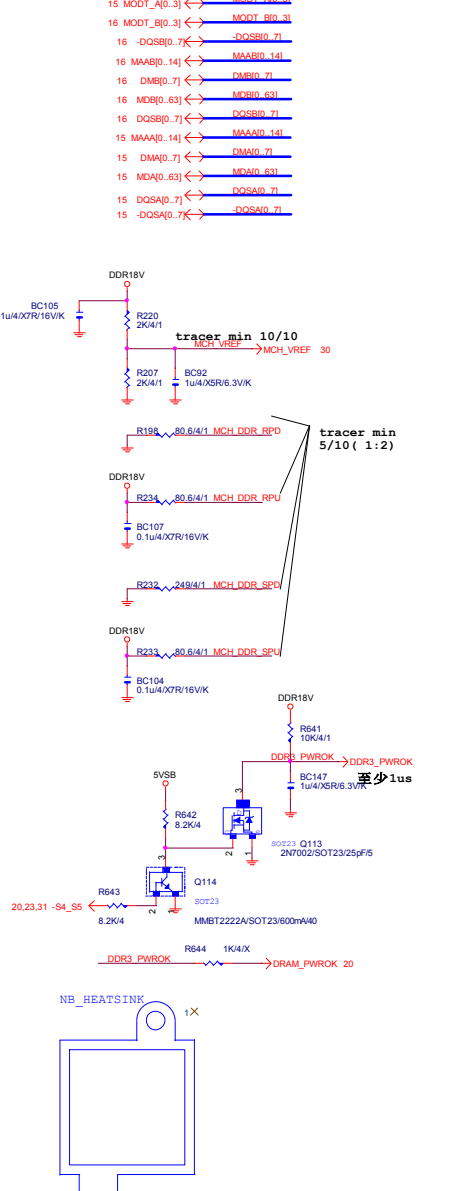 15 MODT_A[0..3]
16 MODT_B[0..3] MODT_B[0..3]
16 -DQSB[0..7] -DQSB[0..7]
16 MAAB[0..14] MAAB[0..14]
16 DMB[0..7] DMB[0..7]
16 MDB[0..63] MDB[0..63]
16 DQSB[0..7] DQSB[0..7]
15 MAAA[0..14] MAAA[0..14]
15 DMA[0..7] DMA[0..7]
15 MDA[0..63] MDA[0..63]
15 DQSA[0..7] DQSA[0..7]
15 -DQSA[0..7] -DQSA[0..7]
DDR18V
BC105
1u/4/X7R/16V/K
R220
2K/4/1
tracer min 10/10
MCH_VREF
MCH_VREF 30
R207
2K/4/1
BC92
1u/4/X5R/6.3V/K
R198 80.6/4/1 MCH_DDR_RPD
tracer min
5/10( 1:2)
DDR18V
R234 80.6/4/1 MCH_DDR_RPU
BC107
0.1u/4/X7R/16V/K
R232 249/4/1 MCH_DDR_SPD
DDR18V
R233 80.6/4/1 MCH_DDR_SPU
BC104
0.1u/4/X7R/16V/K
DDR18V
R641
10K/4/1
DDR3_PWROK
DDR3_PWROK
BC147
1u/4/X5R/6.3V/K
至少1us
5VSB
R642
8.2K/4
3
2
1
SOT23 Q113
2N7002/SOT23/25pF/5
3
Q114
SOT23
2
1
MMBT2222A/SOT23/600mA/40
R643
20,23,31 -S4_S5
8.2K/4
R644 1K/4/X
DDR3_PWROK
DRAM_PWROK 20
NB_HEATSINK
1